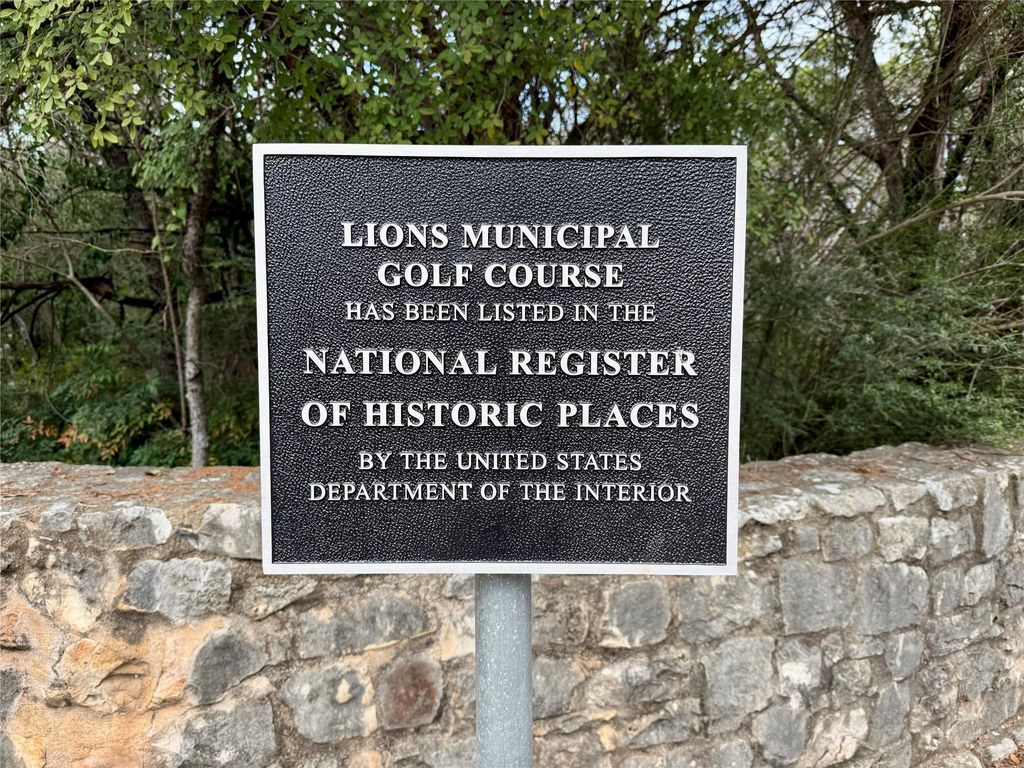 LIONS MUNICIPAL
GOLF COURSE
HAS BEEN LISTED IN THE
NATIONAL REGISTER
OF HISTORIC PLACES
BY THE UNITED STATES
DEPARTMENT OF THE INTERIOR